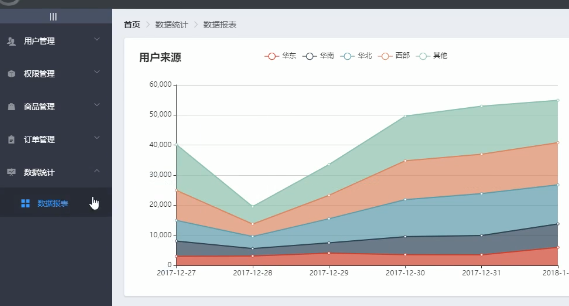 首页 > 数据统计 > 数据报表
用户管理
权限管理
商品管理
订单管理
数据统计
数据报表
用户来源
华东 华南 华北 西部 其他
60,000
50,000
40,000
30,000
20,000
10,000
0
2017-12-27 2017-12-28 2017-12-29 2017-12-30 2017-12-31 2018-1-